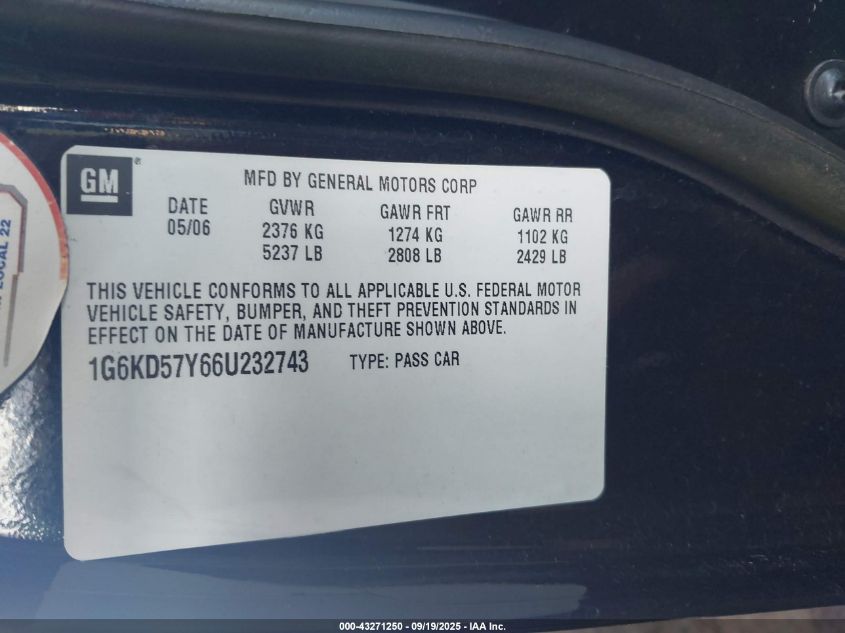 GM
MFD BY GENERAL MOTORS CORP
DATE GVWR GAWR FRT GAWR RR
05/06 2376 KG 1274 KG 1102 KG
5237 LB 2808 LB 2429 LB
THIS VEHICLE CONFORMS TO ALL APPLICABLE U.S. FEDERAL MOTOR
VEHICLE SAFETY, BUMPER, AND THEFT PREVENTION STANDARDS IN
EFFECT ON THE DATE OF MANUFACTURE SHOWN ABOVE.
1G6KD57Y66U232743 TYPE: PASS CAR
LOCAL 22
000-43271250 - 09/19/2025 - IAA Inc.